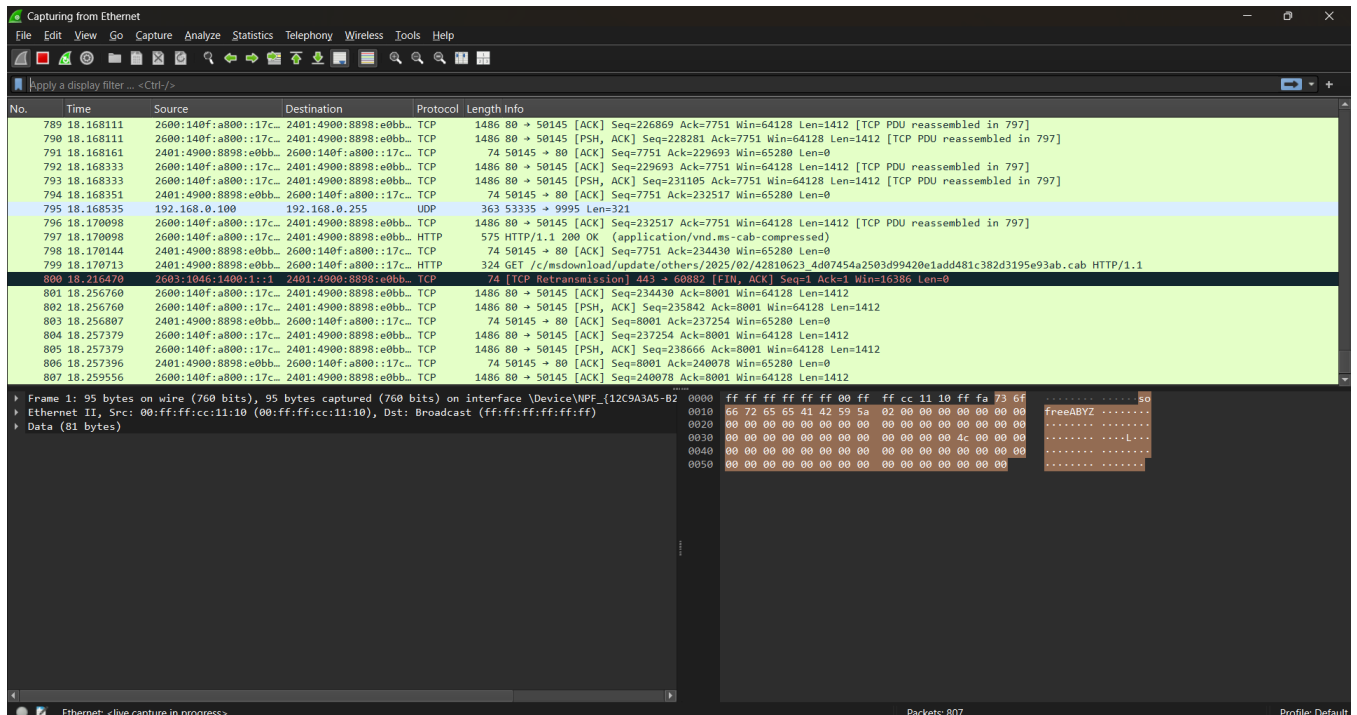 Capturing from Ethernet
File Edit View Go Capture Analyze Statistics Telephony Wireless Tools Help
Apply a display filter ... <Ctrl-/>
No. Time Source Destination Protocol Length Info
789 18.168111 2600:140f:a800::17c… 2401:4900:8898:e0bb… TCP 1486 80 → 50145 [ACK] Seq=226869 Ack=7751 Win=64128 Len=1412 [TCP PDU reassembled in 797]
790 18.168111 2600:140f:a800::17c… 2401:4900:8898:e0bb… TCP 1486 80 → 50145 [PSH, ACK] Seq=228281 Ack=7751 Win=64128 Len=1412 [TCP PDU reassembled in 797]
791 18.168161 2401:4900:8898:e0bb… 2600:140f:a800::17c… TCP 74 50145 → 80 [ACK] Seq=7751 Ack=229693 Win=65280 Len=0
792 18.168333 2600:140f:a800::17c… 2401:4900:8898:e0bb… TCP 1486 80 → 50145 [ACK] Seq=229693 Ack=7751 Win=64128 Len=1412 [TCP PDU reassembled in 797]
793 18.168333 2600:140f:a800::17c… 2401:4900:8898:e0bb… TCP 1486 80 → 50145 [PSH, ACK] Seq=231105 Ack=7751 Win=64128 Len=1412 [TCP PDU reassembled in 797]
794 18.168351 2401:4900:8898:e0bb… 2600:140f:a800::17c… TCP 74 50145 → 80 [ACK] Seq=7751 Ack=232517 Win=65280 Len=0
795 18.168535 192.168.0.100 192.168.0.255 UDP 363 53335 → 9995 Len=321
796 18.170098 2600:140f:a800::17c… 2401:4900:8898:e0bb… TCP 1486 80 → 50145 [ACK] Seq=232517 Ack=7751 Win=64128 Len=1412 [TCP PDU reassembled in 797]
797 18.170098 2600:140f:a800::17c… 2401:4900:8898:e0bb… HTTP 575 HTTP/1.1 200 OK (application/vnd.ms-cab-compressed)
798 18.170144 2401:4900:8898:e0bb… 2600:140f:a800::17c… TCP 74 50145 → 80 [ACK] Seq=7751 Ack=234430 Win=65280 Len=0
799 18.170713 2401:4900:8898:e0bb… 2600:140f:a800::17c… HTTP 324 GET /c/msdownload/update/others/2025/02/42810623_4d07454a2503d99420e1add481c382d3195e93ab.cab HTTP/1.1
800 18.216470 2603:1046:1400:1::1 2401:4900:8898:e0bb… TCP 74 [TCP Retransmission] 443 → 60882 [FIN, ACK] Seq=1 Ack=1 Win=16386 Len=0
801 18.256760 2600:140f:a800::17c… 2401:4900:8898:e0bb… TCP 1486 80 → 50145 [ACK] Seq=234430 Ack=8001 Win=64128 Len=1412
802 18.256760 2600:140f:a800::17c… 2401:4900:8898:e0bb… TCP 1486 80 → 50145 [PSH, ACK] Seq=235842 Ack=8001 Win=64128 Len=1412
803 18.256807 2401:4900:8898:e0bb… 2600:140f:a800::17c… TCP 74 50145 → 80 [ACK] Seq=8001 Ack=237254 Win=65280 Len=0
804 18.257379 2600:140f:a800::17c… 2401:4900:8898:e0bb… TCP 1486 80 → 50145 [ACK] Seq=237254 Ack=8001 Win=64128 Len=1412
805 18.257379 2600:140f:a800::17c… 2401:4900:8898:e0bb… TCP 1486 80 → 50145 [PSH, ACK] Seq=238666 Ack=8001 Win=64128 Len=1412
806 18.257396 2401:4900:8898:e0bb… 2600:140f:a800::17c… TCP 74 50145 → 80 [ACK] Seq=8001 Ack=240078 Win=65280 Len=0
807 18.259556 2600:140f:a800::17c… 2401:4900:8898:e0bb… TCP 1486 80 → 50145 [ACK] Seq=240078 Ack=8001 Win=64128 Len=1412
Frame 1: 95 bytes on wire (760 bits), 95 bytes captured (760 bits) on interface \Device\NPF_{12C9A3A5-B2
Ethernet II, Src: 00:ff:ff:cc:11:10 (00:ff:ff:cc:11:10), Dst: Broadcast (ff:ff:ff:ff:ff:ff)
Data (81 bytes)
0000 ff ff ff ff ff ff 00 ff ff cc 11 10 ff fa 73 6f ········ ······so
0010 66 72 65 65 41 42 59 5a 02 00 00 00 00 00 00 00 freeABYZ ········
0020 00 00 00 00 00 00 00 00 00 00 00 00 00 00 00 00 ········ ········
0030 00 00 00 00 00 00 00 00 00 00 00 00 4c 00 00 00 ········ ····L···
0040 00 00 00 00 00 00 00 00 00 00 00 00 00 00 00 00 ········ ········
0050 00 00 00 00 00 00 00 00 00 00 00 00 00 00 00 ········ ·······
Ethernet: <live capture in progress> Packets: 807 Profile: Default